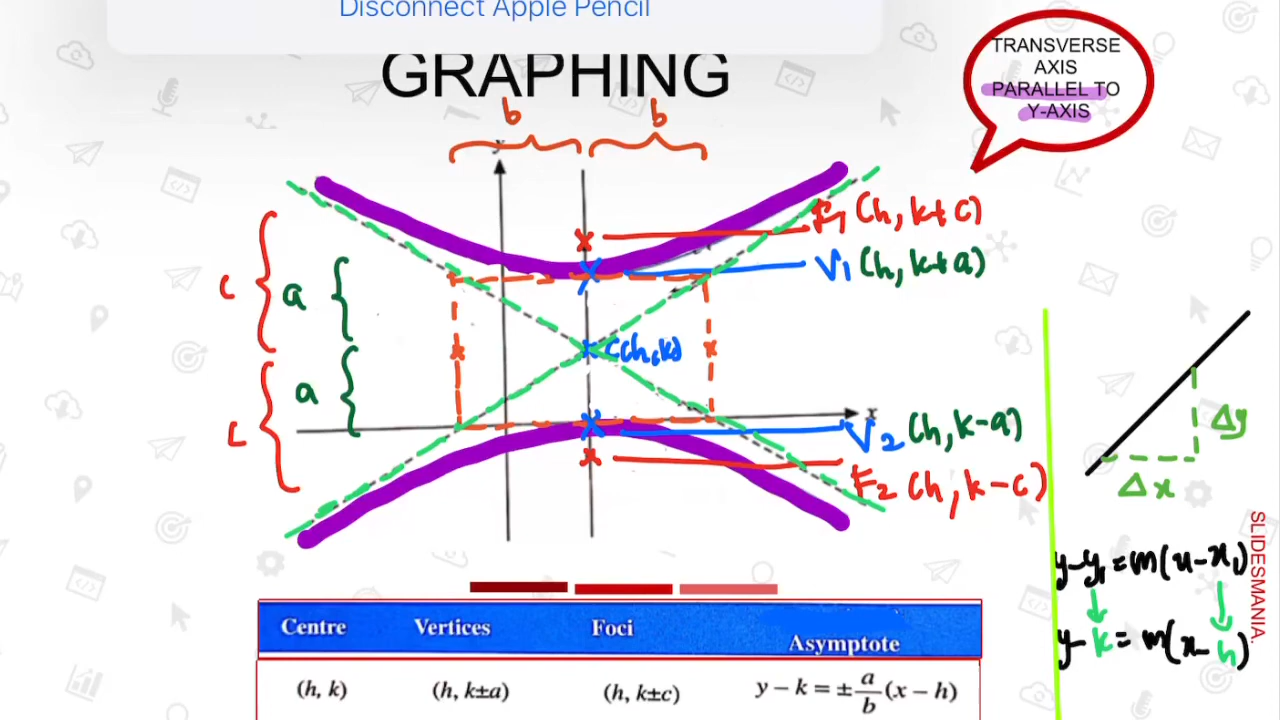 Disconnect Apple Pencil
GRAPHING
TRANSVERSE
AXIS
PARALLEL TO
Y-AXIS
b b
y
F1 (h, k+c)
V1 (h, k+a)
c
a
C(h,k)
a
c
x
V2 (h, k-a)
F2 (h, k-c)
Δy
Δx
y-y1=m(x-x1)
y-k=m(x-h)
SLIDESMANIA.
Centre Vertices Foci Asymptote
(h, k) (h, k±a) (h, k±c) y − k = ± a/b (x − h)